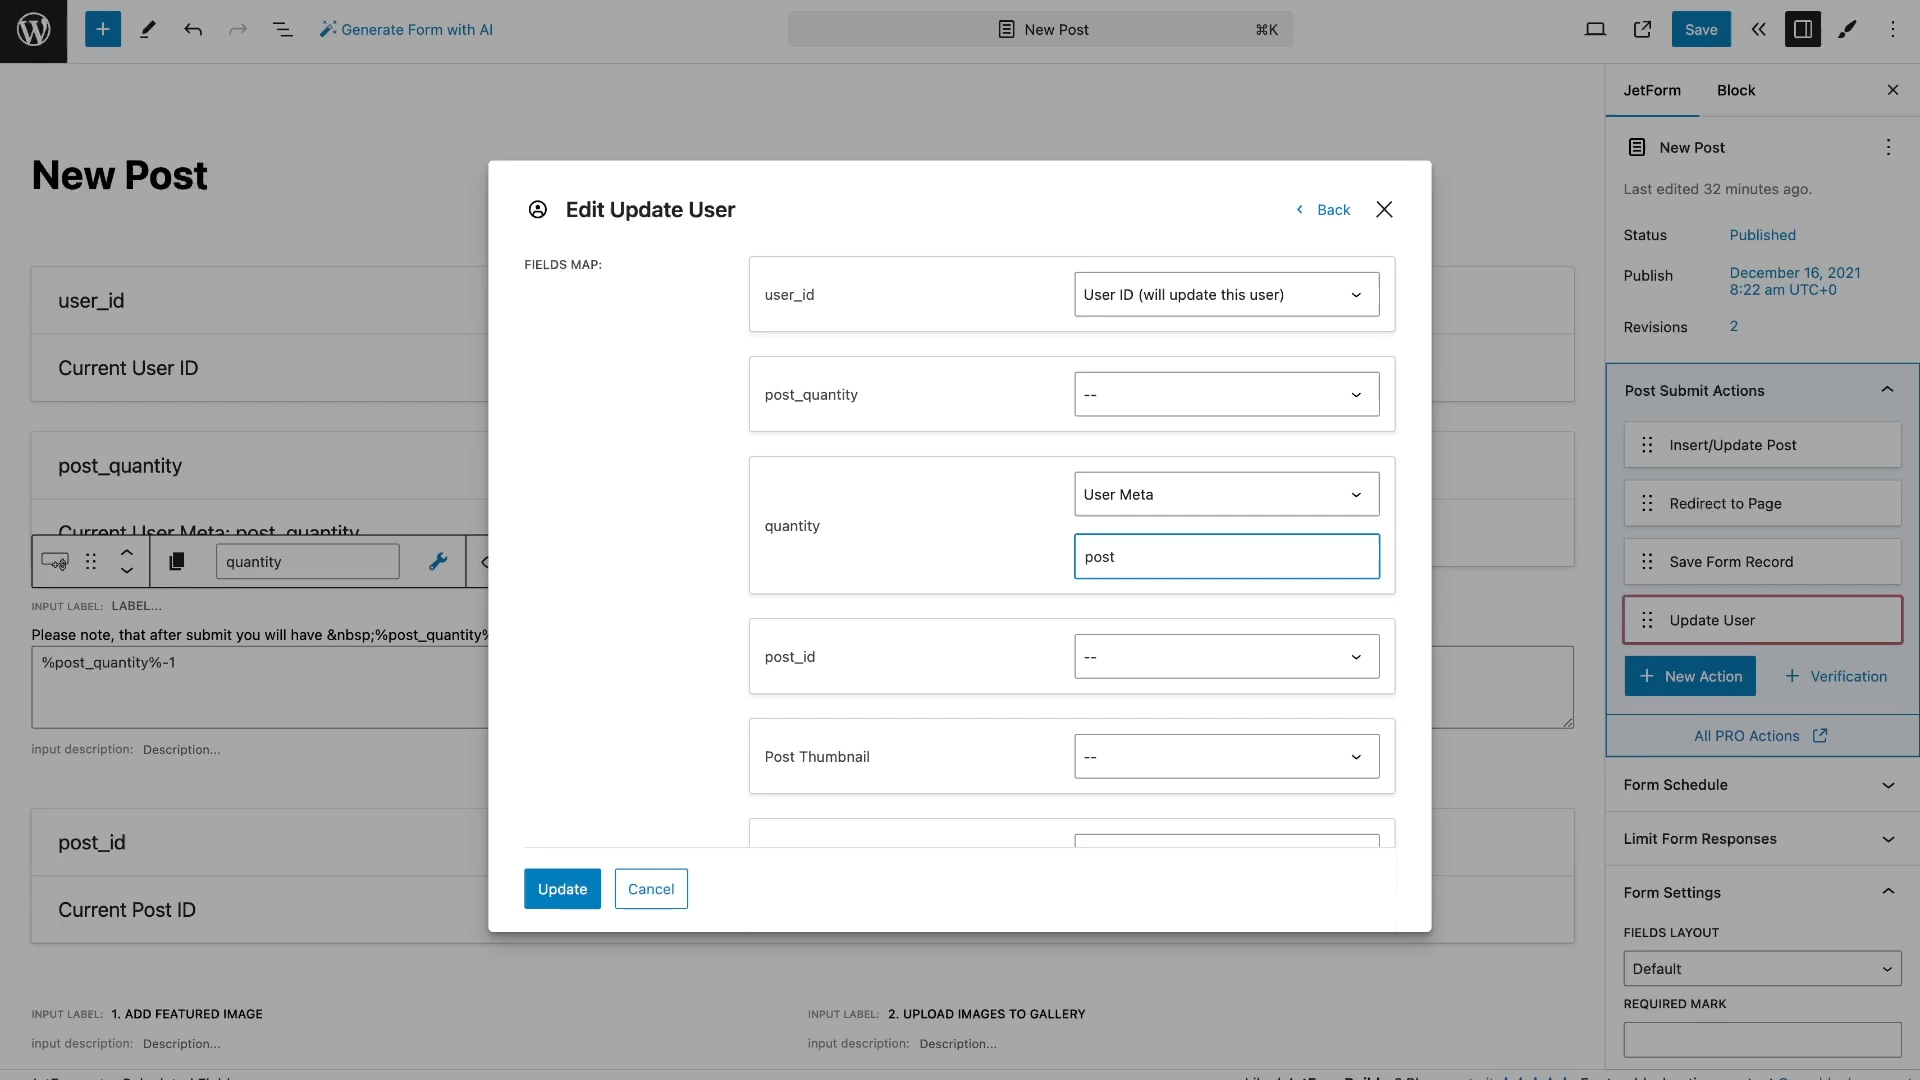 Generate Form with AI
New Post
⌘K
Save
New Post
user_id
Current User ID
post_quantity
Current User Meta: post_quantity
quantity
INPUT LABEL: LABEL...
Please note, that after submit you will have &nbsp;%post_quantity%
%post_quantity%-1
input description: Description...
post_id
Current Post ID
INPUT LABEL: 1. ADD FEATURED IMAGE
input description: Description...
INPUT LABEL: 2. UPLOAD IMAGES TO GALLERY
input description: Description...
Edit Update User
Back
FIELDS MAP:
user_id
User ID (will update this user)
post_quantity
--
quantity
User Meta
post
post_id
--
Post Thumbnail
--
Update
Cancel
JetForm
Block
New Post
Last edited 32 minutes ago.
Status
Published
Publish
December 16, 2021
8:22 am UTC+0
Revisions
2
Post Submit Actions
Insert/Update Post
Redirect to Page
Save Form Record
Update User
New Action
Verification
All PRO Actions
Form Schedule
Limit Form Responses
Form Settings
FIELDS LAYOUT
Default
REQUIRED MARK